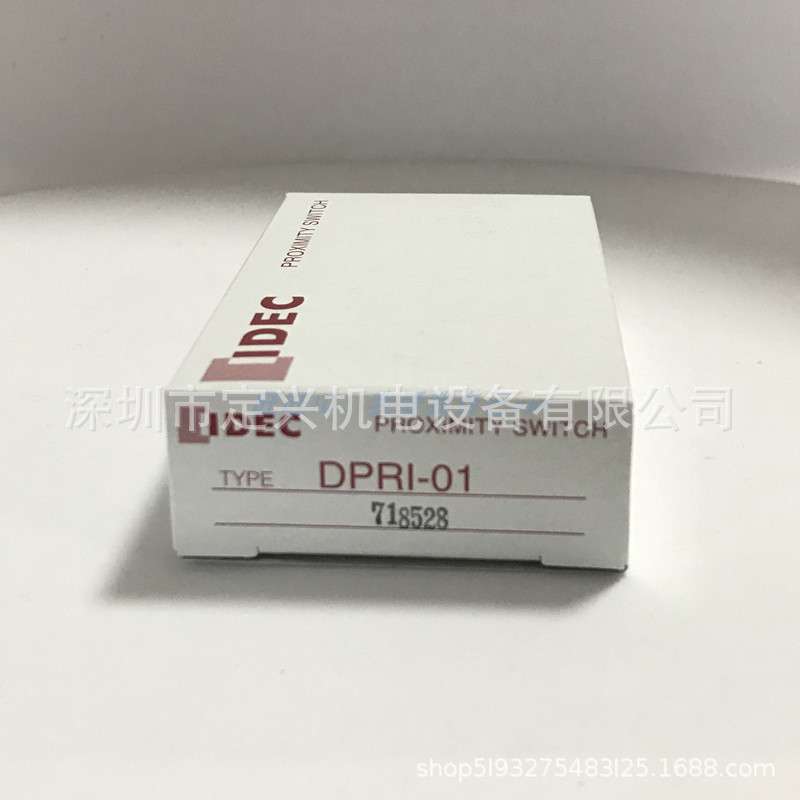 PROXIMITY SWITCH
IDEC
深圳市定兴机电设备有限公司
IDEC PROXIMITY SWITCH
TYPE DPRI-01
718528
shop5l93275483l25.1688.com